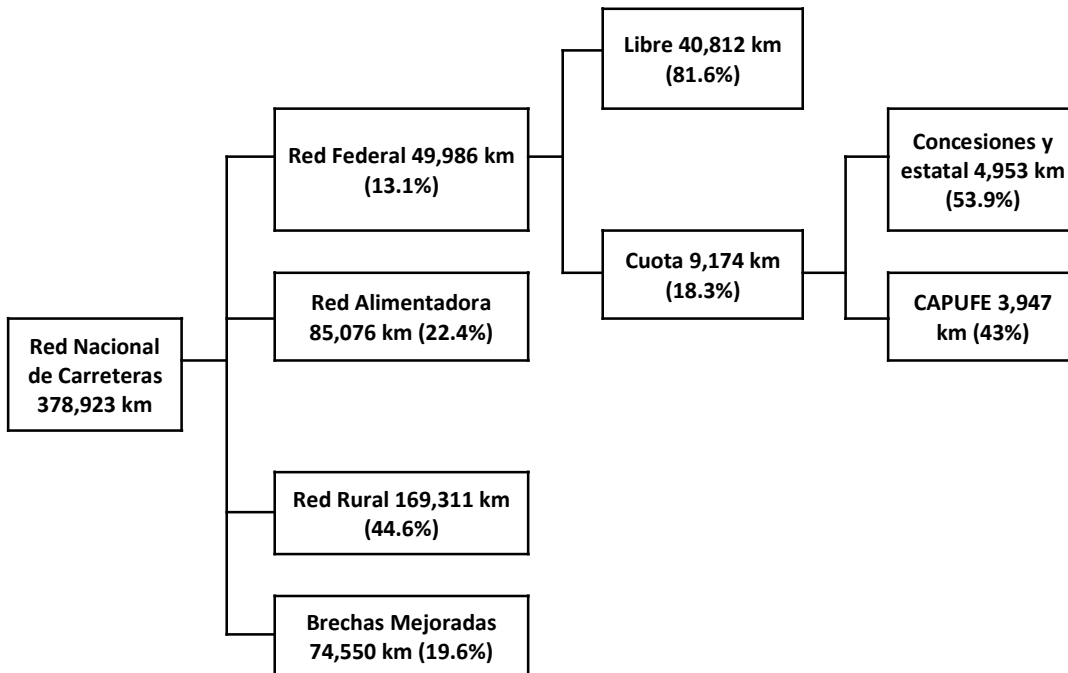 Red Nacional
de Carreteras
378,923 km
Red Federal 49,986 km
(13.1%)
Libre 40,812 km
(81.6%)
Cuota 9,174 km
(18.3%)
Concesiones y
estatal 4,953 km
(53.9%)
CAPUFE 3,947
km (43%)
Red Alimentadora
85,076 km (22.4%)
Red Rural 169,311 km
(44.6%)
Brechas Mejoradas
74,550 km (19.6%)